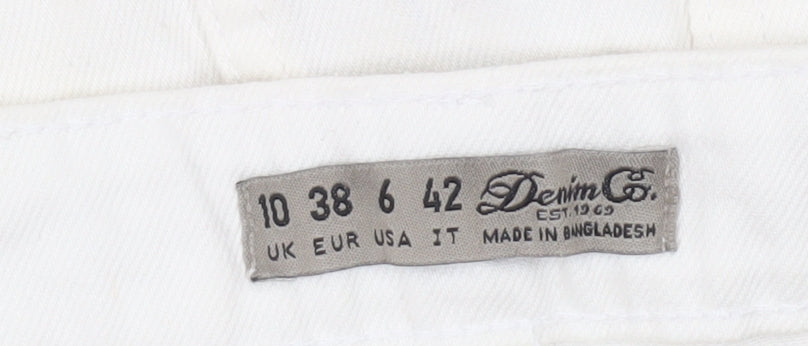 10 38 6 42 Denim Co.
EST. 1969
UK EUR USA IT MADE IN BANGLADESH